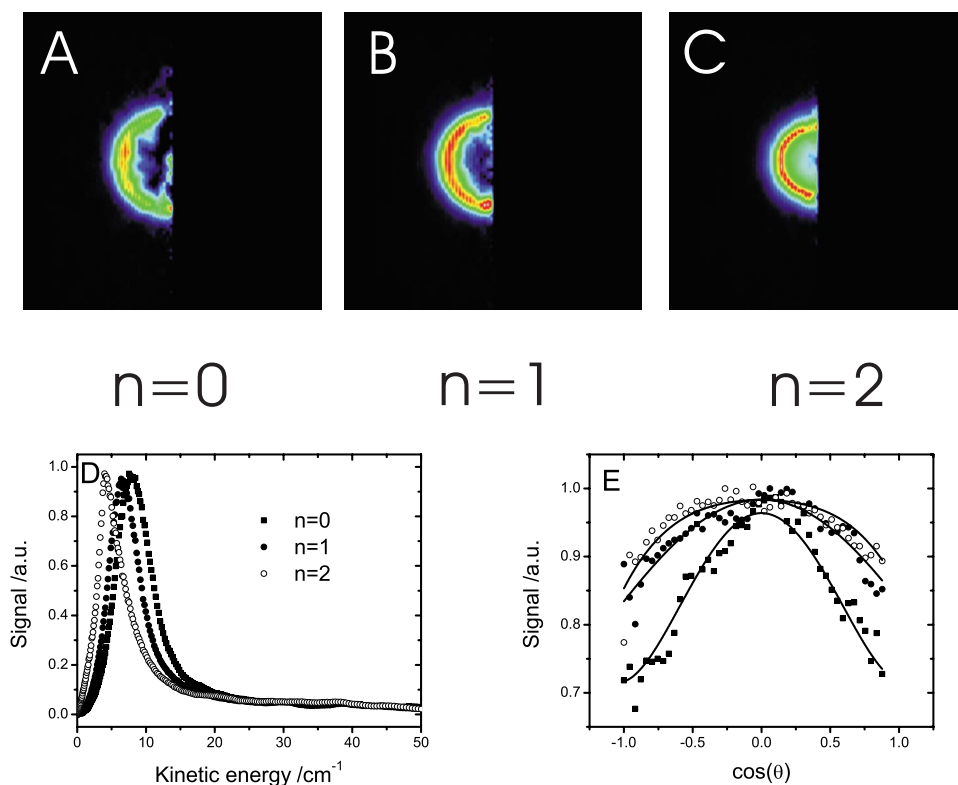 A
B
C
n=0
n=1
n=2
D
n=0
n=1
n=2
Signal /a.u.
1.0
0.8
0.6
0.4
0.2
0.0
0
10
20
30
40
50
Kinetic energy /cm⁻¹
E
Signal /a.u.
1.0
0.9
0.8
0.7
-1.0
-0.5
0.0
0.5
1.0
cos(θ)